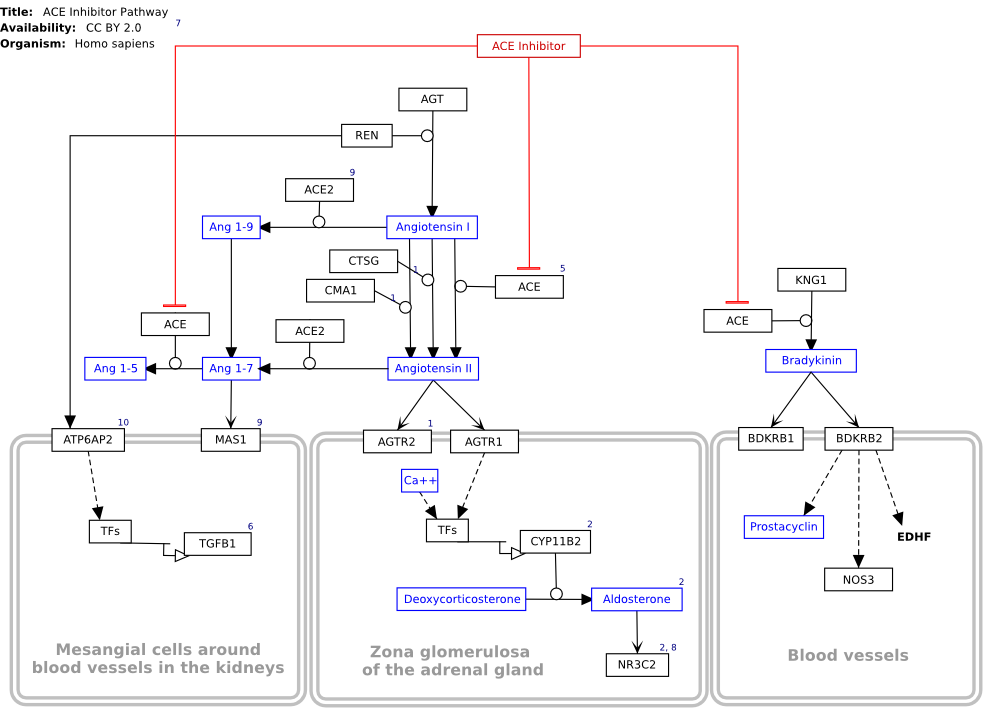 Title: ACE Inhibitor Pathway
Availability: CC BY 2.0
7
Organism: Homo sapiens
ACE Inhibitor
AGT
REN
9
ACE2
Ang 1-9
Angiotensin I
CTSG
1
5
CMA1
1
ACE
KNG1
ACE
ACE2
ACE
Bradykinin
Ang 1-5
Ang 1-7
Angiotensin II
10
ATP6AP2
9
MAS1
1
AGTR2
AGTR1
BDKRB1
BDKRB2
Ca++
TFs
6
TGFB1
TFs
2
CYP11B2
Prostacyclin
EDHF
NOS3
Deoxycorticosterone
2
Aldosterone
2, 8
NR3C2
Mesangial cells around
blood vessels in the kidneys
Zona glomerulosa
of the adrenal gland
Blood vessels